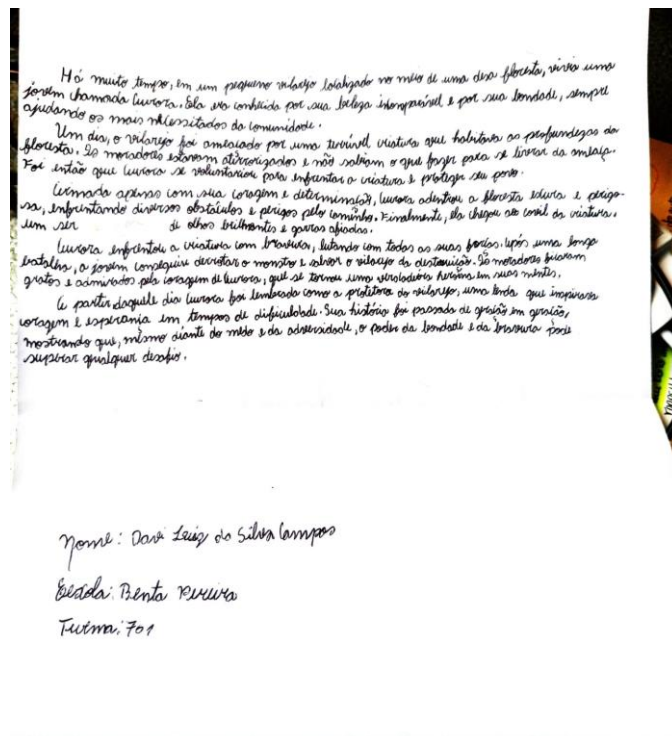 Há muito tempo, em um pequeno vilarejo localizado no meio de uma desa floresta, vivia uma
jovem chamada Aurora. Ela era conhecida por sua beleza incomparável e por sua bondade, sempre
ajudando os mais necessitados da comunidade.
Um dia, o vilarejo foi ameaçado por uma terrível criatura que habitava as profundezas da
floresta. Os moradores estavam aterrorizados e não sabiam o que fazer para se livrar da ameaça.
Foi então que Aurora se voluntariou para enfrentar a criatura e proteger seu povo.
Armada apenas com sua coragem e determinação, Aurora adentrou a floresta escura e perigo-
sa, enfrentando diversos obstáculos e perigos pelo caminho. Finalmente, ela chegou ao covil da criatura.
um ser de olhos brilhantes e garras afiadas.
Aurora enfrentou a criatura com bravura, lutando com todas as suas forças. Após uma longa
batalha, a jovem conseguiu derrotar o monstro e salvar o vilarejo da destruição. Os moradores ficaram
gratos e admirados pela coragem de Aurora, que se tornou uma verdadeira heroína em suas mentes.
A partir daquele dia Aurora foi lembrada como a protetora do vilarejo, uma lenda que inspirava
coragem e esperança em tempos de dificuldade. Sua história foi passada de geração em geração,
mostrando que, mesmo diante do medo e da adversidade, o poder da bondade e da bravura pode
superar qualquer desafio.
Nome: Davi Luiz da Silva Campos
Escola: Benta Pereira
Turma: 701